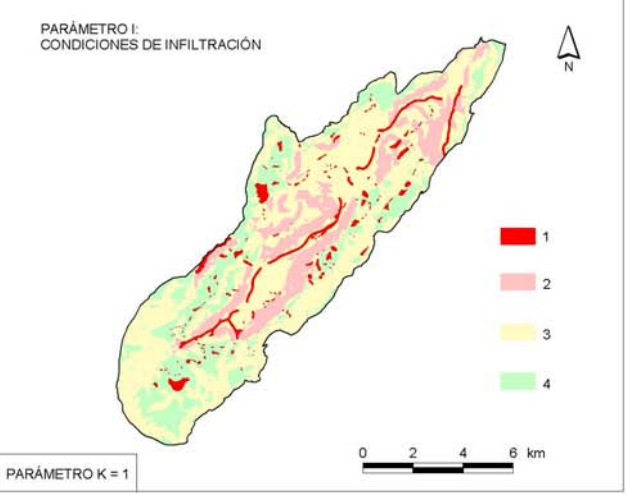 PARÁMETRO I:
CONDICIONES DE INFILTRACIÓN
N
1
2
3
4
0 2 4 6 km
PARÁMETRO K = 1